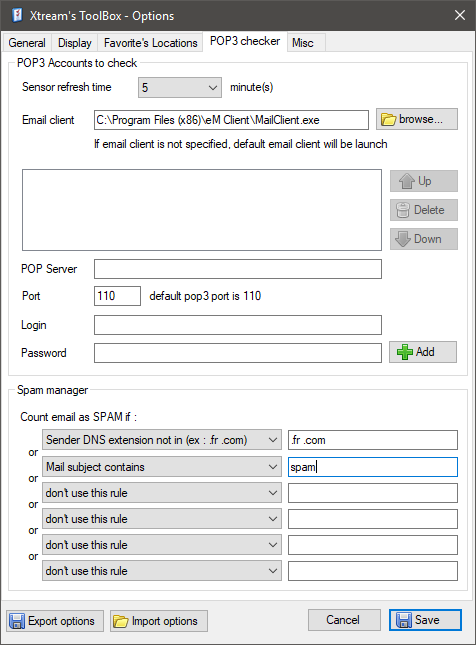 Xtream's ToolBox - Options
General Display Favorite's Locations POP3 checker Misc
POP3 Accounts to check
Sensor refresh time 5 minute(s)
Email client C:\Program Files (x86)\eM Client\MailClient.exe browse...
If email client is not specified, default email client will be launch
Up
Delete
Down
POP Server
Port 110 default pop3 port is 110
Login
Password Add
Spam manager
Count email as SPAM if :
Sender DNS extension not in (ex : .fr .com) .fr .com
or
Mail subject contains spam
or
don't use this rule
or
don't use this rule
or
don't use this rule
or
don't use this rule
Export options Import options Cancel Save